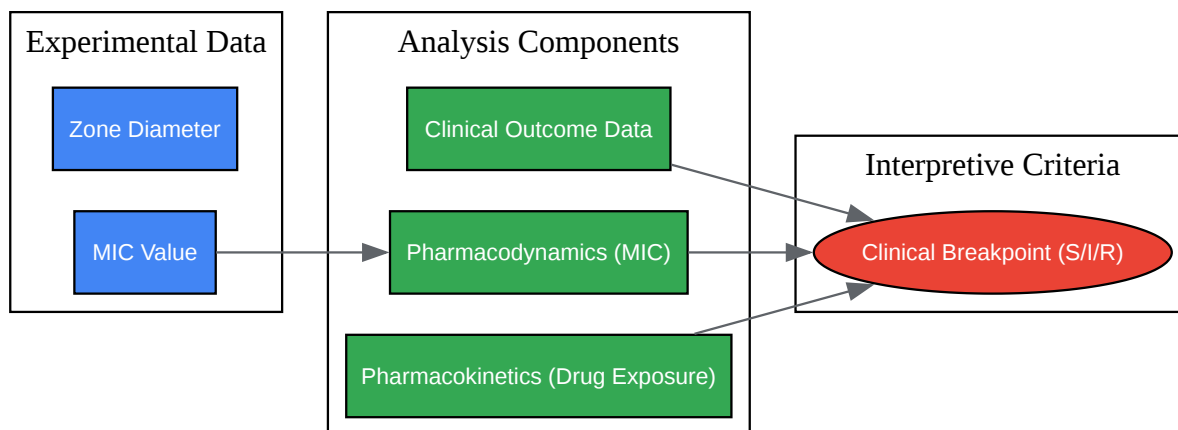 Experimental Data
Zone Diameter
MIC Value
Analysis Components
Clinical Outcome Data
Pharmacodynamics (MIC)
Pharmacokinetics (Drug Exposure)
Interpretive Criteria
Clinical Breakpoint (S/I/R)